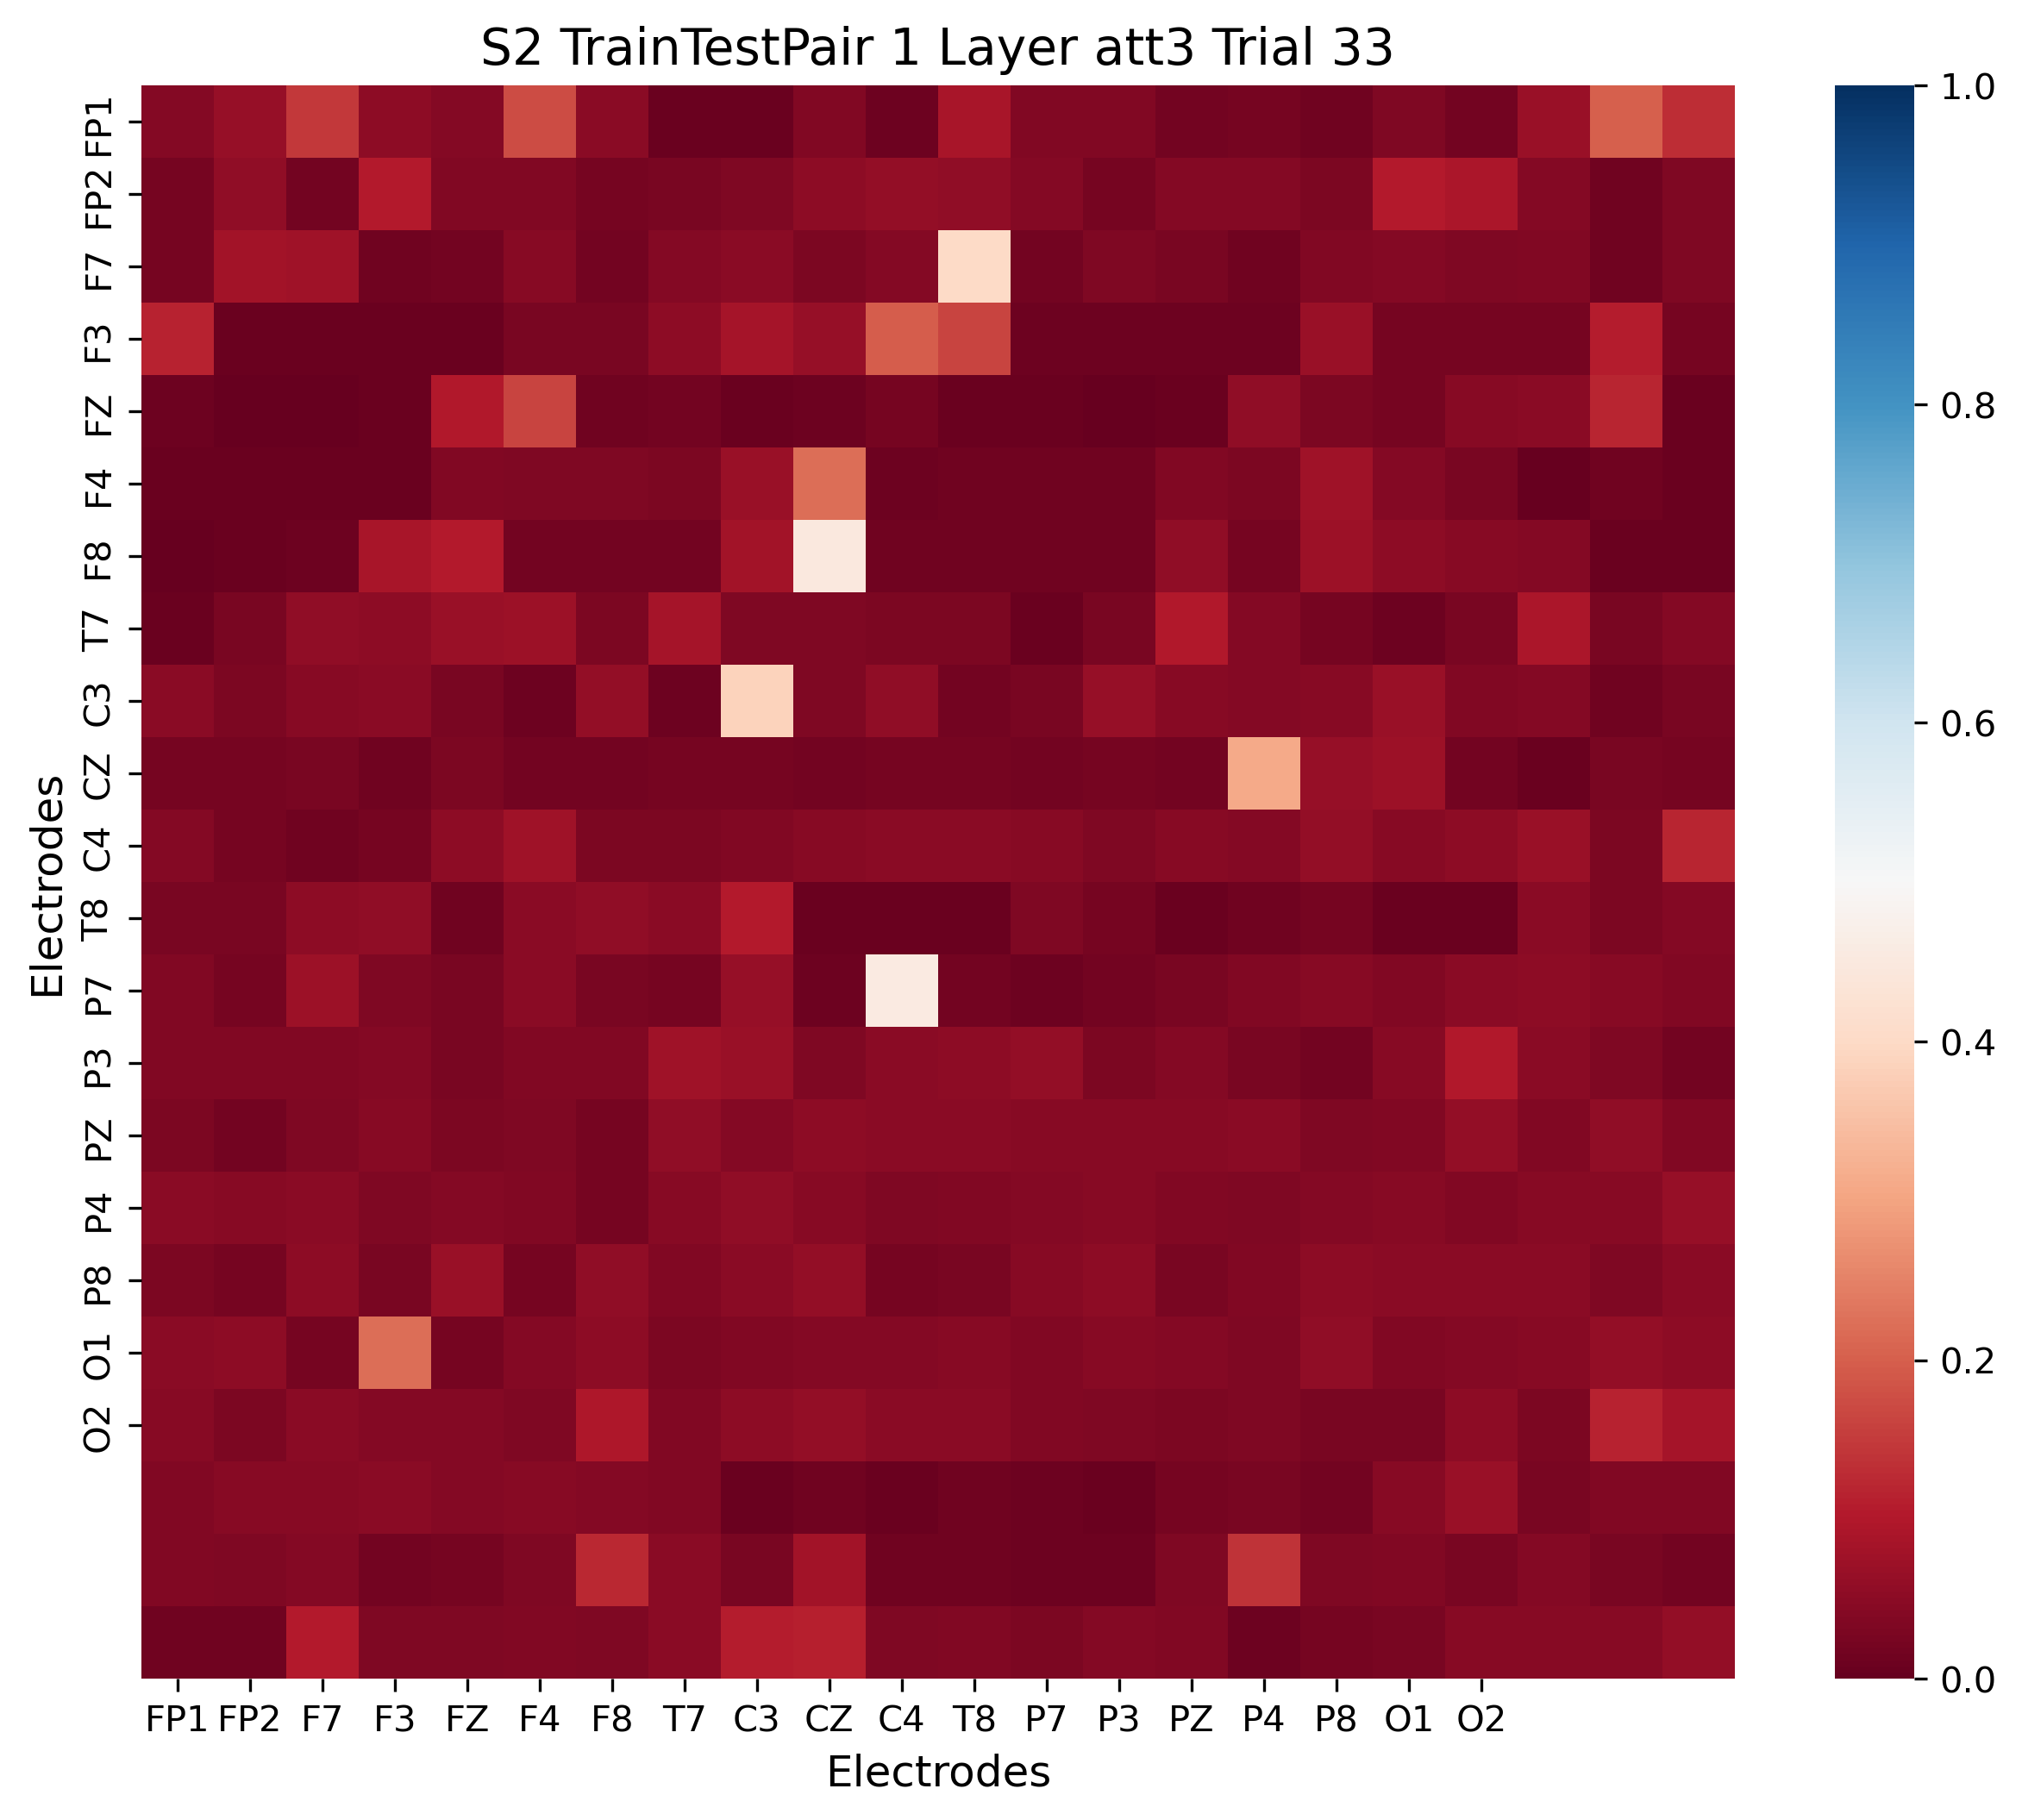 S2 TrainTestPair 1 Layer att3 Trial 33
Electrodes
FP1
FP2
F7
F3
FZ
F4
F8
T7
C3
CZ
C4
T8
P7
P3
PZ
P4
P8
O1
O2
FP1 FP2 F7 F3 FZ F4 F8 T7 C3 CZ C4 T8 P7 P3 PZ P4 P8 O1 O2
Electrodes
1.0
0.8
0.6
0.4
0.2
0.0